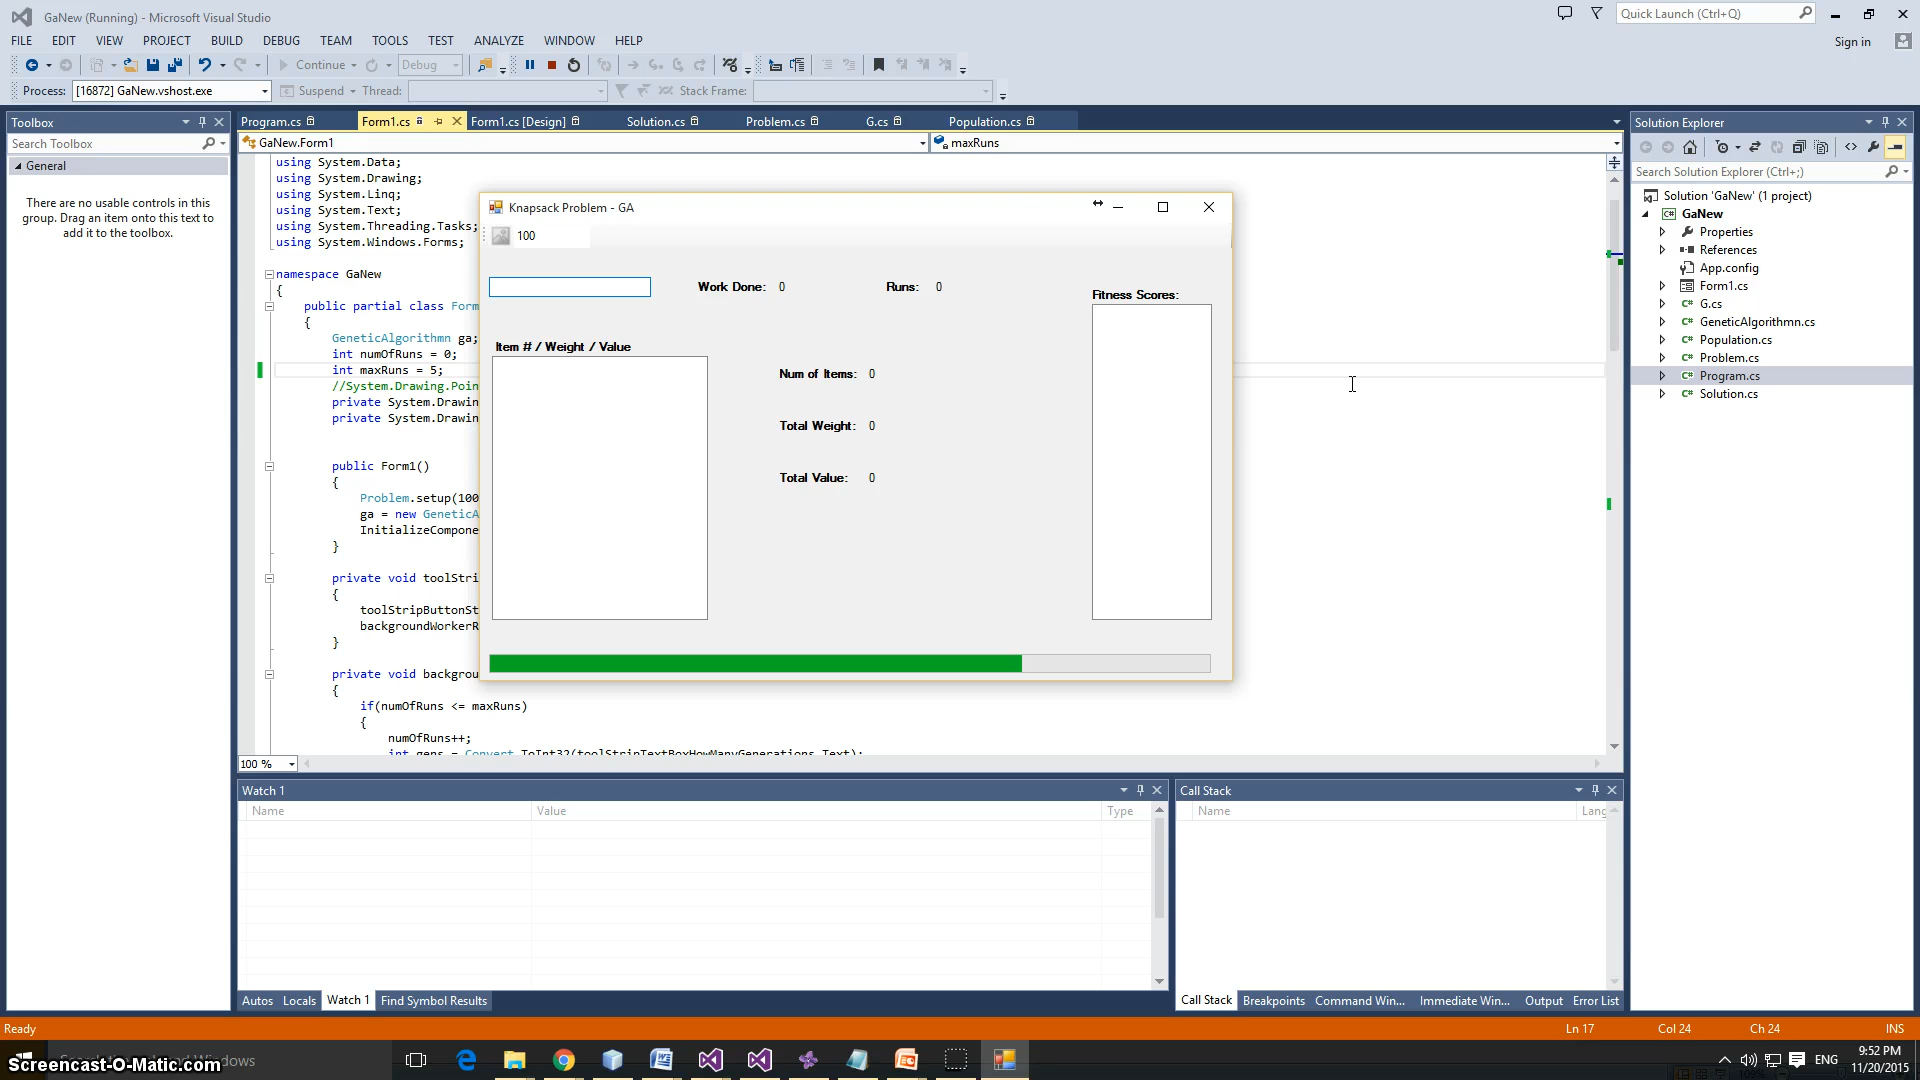 GaNew (Running) - Microsoft Visual Studio
Quick Launch (Ctrl+Q)
FILE EDIT VIEW PROJECT BUILD DEBUG TEAM TOOLS TEST ANALYZE WINDOW HELP
Sign in
Continue Debug
Process: [16872] GaNew.vshost.exe Suspend Thread: Stack Frame:
Toolbox
Search Toolbox
General
There are no usable controls in this
group. Drag an item onto this text to
add it to the toolbox.
Program.cs Form1.cs Form1.cs [Design] Solution.cs Problem.cs G.cs Population.cs
GaNew.Form1 maxRuns
using System.Data;
using System.Drawing;
using System.Linq;
using System.Text;
using System.Threading.Tasks;
using System.Windows.Forms;
namespace GaNew
{
public partial class Form
{
GeneticAlgorithmn ga;
int numOfRuns = 0;
int maxRuns = 5;
//System.Drawing.Poin
private System.Drawin
private System.Drawin
public Form1()
{
Problem.setup(100
ga = new GeneticA
InitializeCompone
}
private void toolStri
{
toolStripButtonSt
backgroundWorkerR
}
private void backgrou
{
if(numOfRuns <= maxRuns)
{
numOfRuns++;
int gens = Convert.ToInt32(toolStripTextBoxHowManyGenerations.Text);
100 %
Knapsack Problem - GA
100
Work Done: 0 Runs: 0
Fitness Scores:
Item # / Weight / Value
Num of Items: 0
Total Weight: 0
Total Value: 0
Solution Explorer
Search Solution Explorer (Ctrl+;)
Solution 'GaNew' (1 project)
GaNew
Properties
References
App.config
Form1.cs
G.cs
GeneticAlgorithmn.cs
Population.cs
Problem.cs
Program.cs
Solution.cs
Watch 1
Name Value Type
Autos Locals Watch 1 Find Symbol Results
Call Stack
Name Lang
Call Stack Breakpoints Command Win... Immediate Win... Output Error List
Ready
Ln 17 Col 24 Ch 24 INS
Screencast-O-Matic.com
Windows
ENG
9:52 PM
11/20/2015